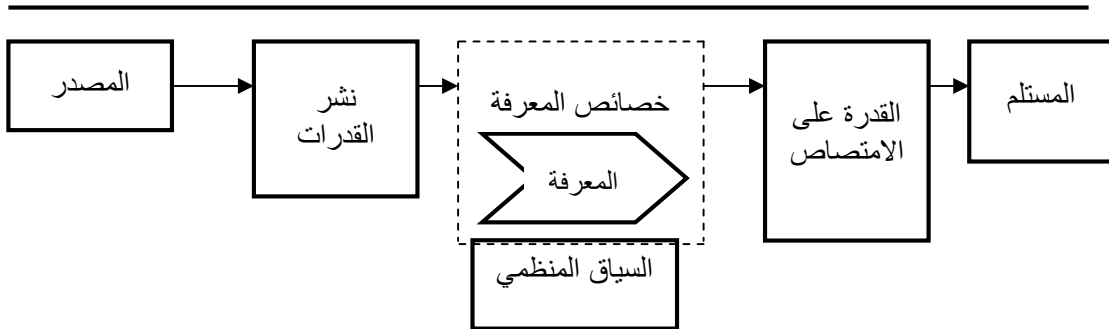 المصدر
نشر
القدرات
خصائص المعرفة
المعرفة
السياق المنظمي
القدرة على
الامتصاص
المستلم